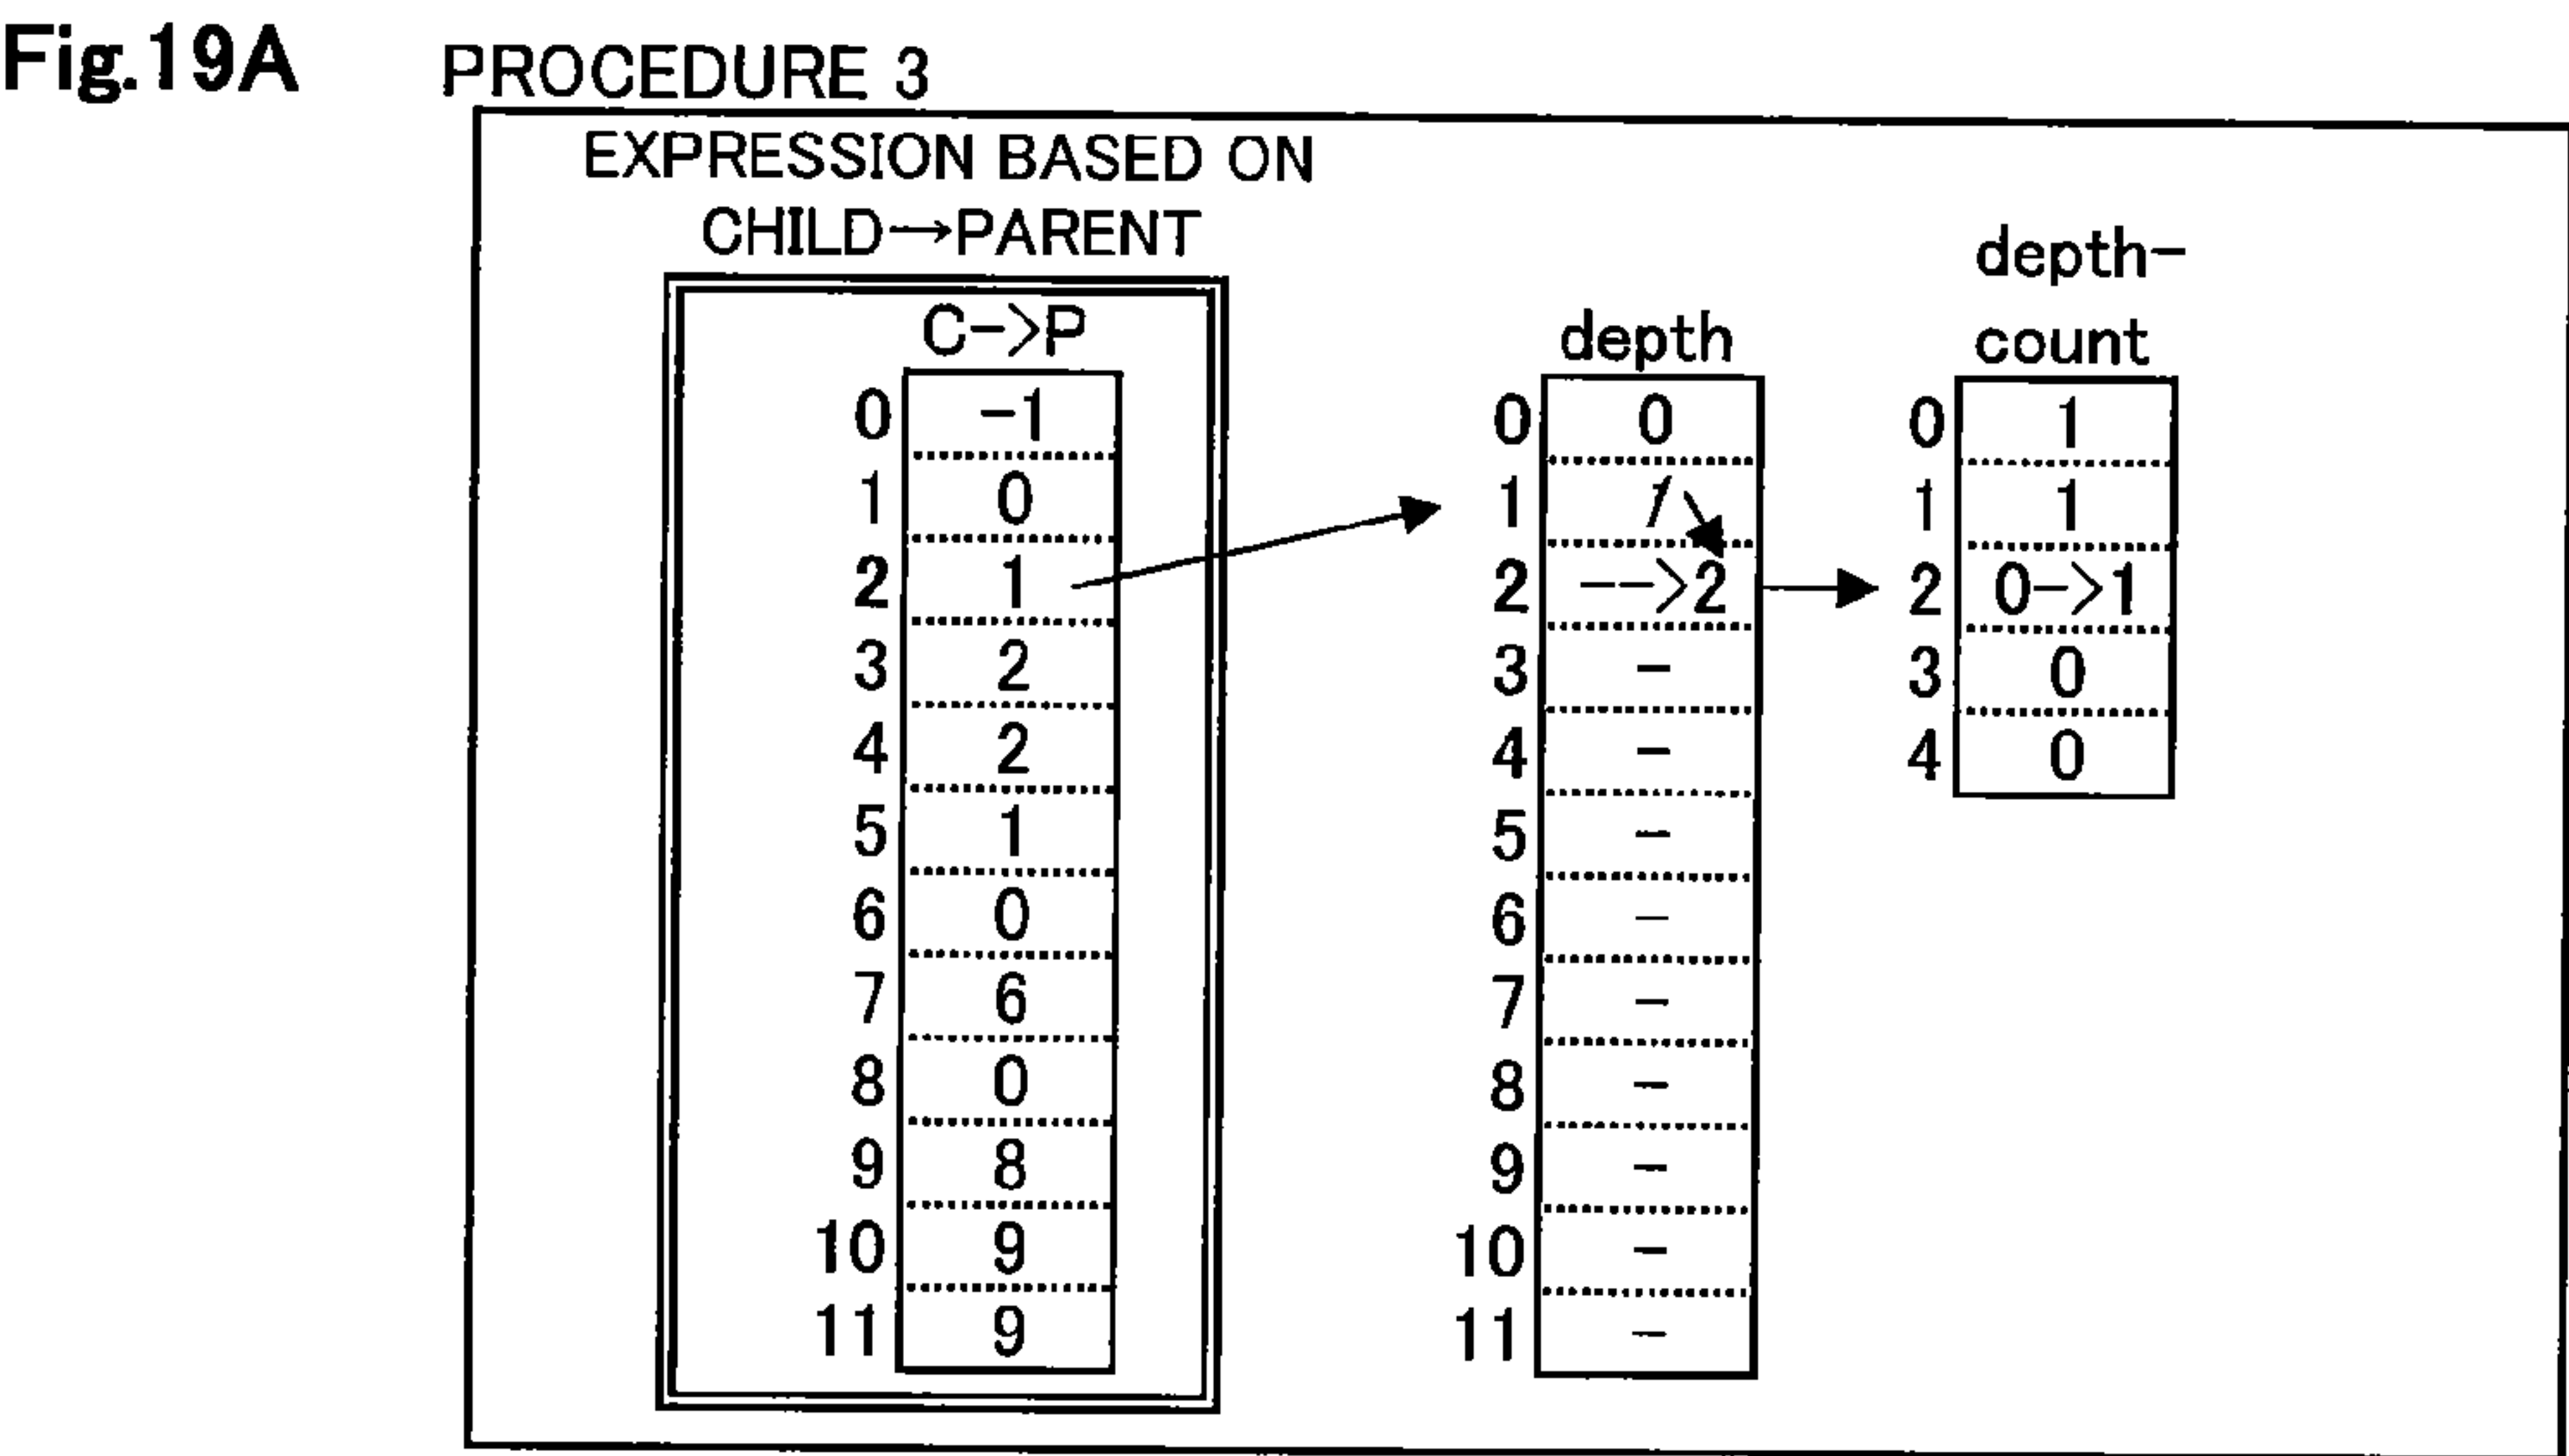 Fig.19A PROCEDURE 3
EXPRESSION BASED ON
CHILD→PARENT
C->P depth depth-
count
0 -1 0 0 0 1
1 0 1 1 1 1
2 1 2 -->2 2 0->1
3 2 3 - 3 0
4 2 4 - 4 0
5 1 5 -
6 0 6 -
7 6 7 -
8 0 8 -
9 8 9 -
10 9 10 -
11 9 11 -